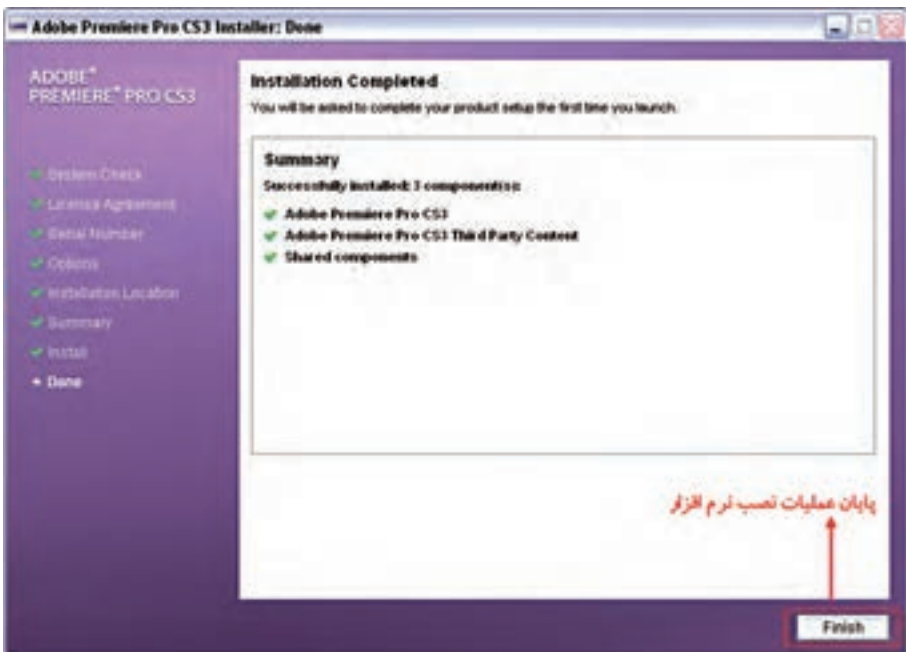 Adobe Premiere Pro CS3 Installer: Done
ADOBE®
PREMIERE® PRO CS3
System Check
License Agreement
Serial Number
Options
Installation Location
Summary
Install
Done
Installation Completed
You will be asked to complete your product setup the first time you launch.
Summary
Successfully installed: 3 component(s):
Adobe Premiere Pro CS3
Adobe Premiere Pro CS3 Third Party Content
Shared components
پایان عملیات نصب نرم افزار
Finish